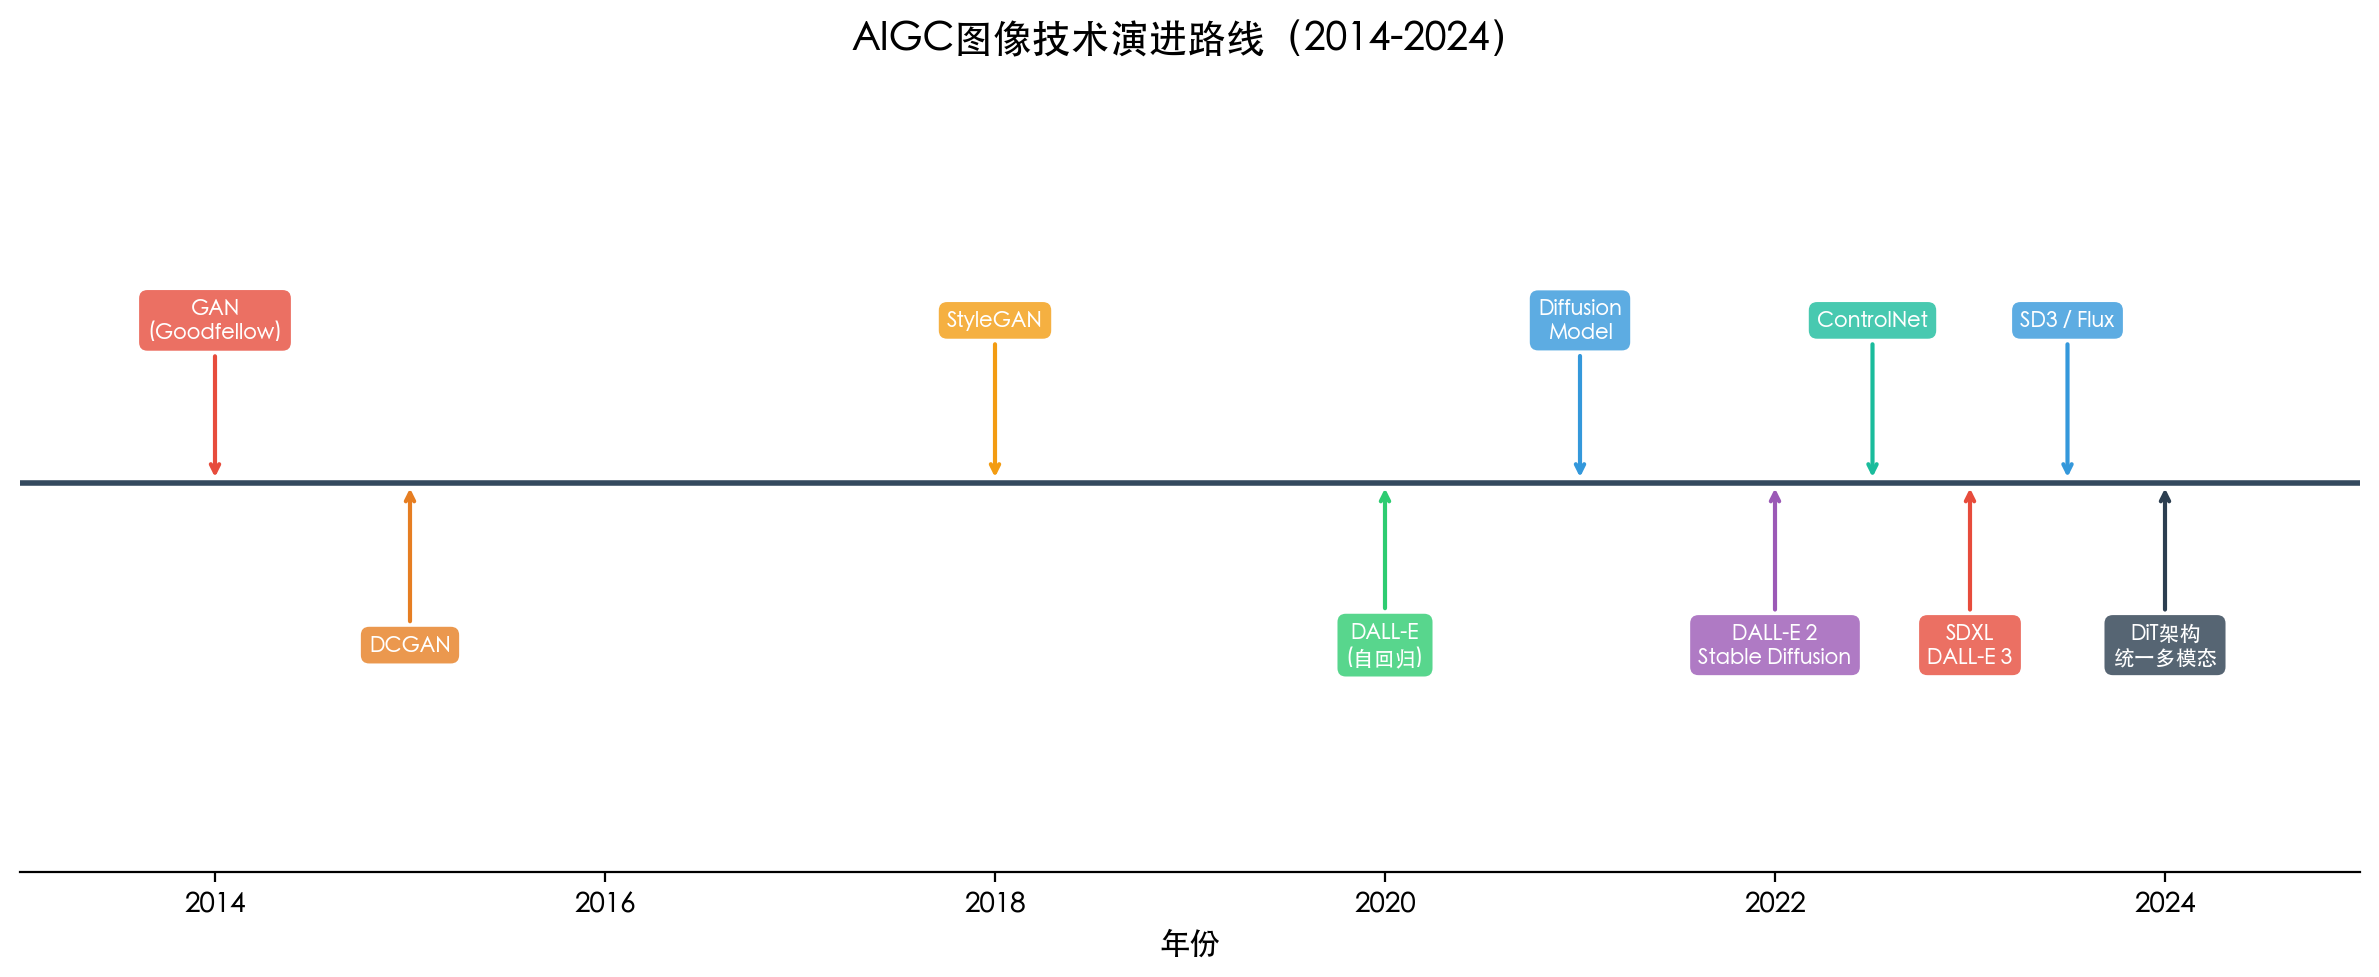 AIGC图像技术演进路线（2014-2024）
GAN
(Goodfellow)
StyleGAN
Diffusion
Model
ControlNet
SD3 / Flux
DCGAN
DALL-E
(自回归)
DALL-E 2
Stable Diffusion
SDXL
DALL-E 3
DiT架构
统一多模态
2014
2016
2018
2020
2022
2024
年份